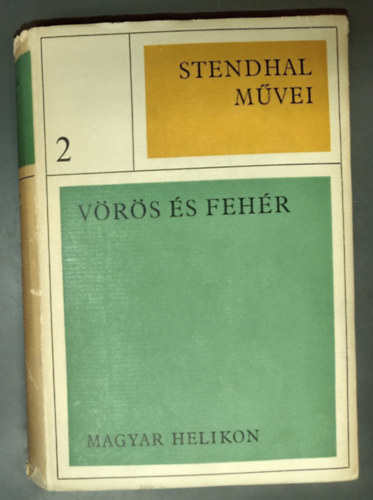 STENDHAL
MŰVEI
2
VÖRÖS ÉS FEHÉR
MAGYAR HELIKON